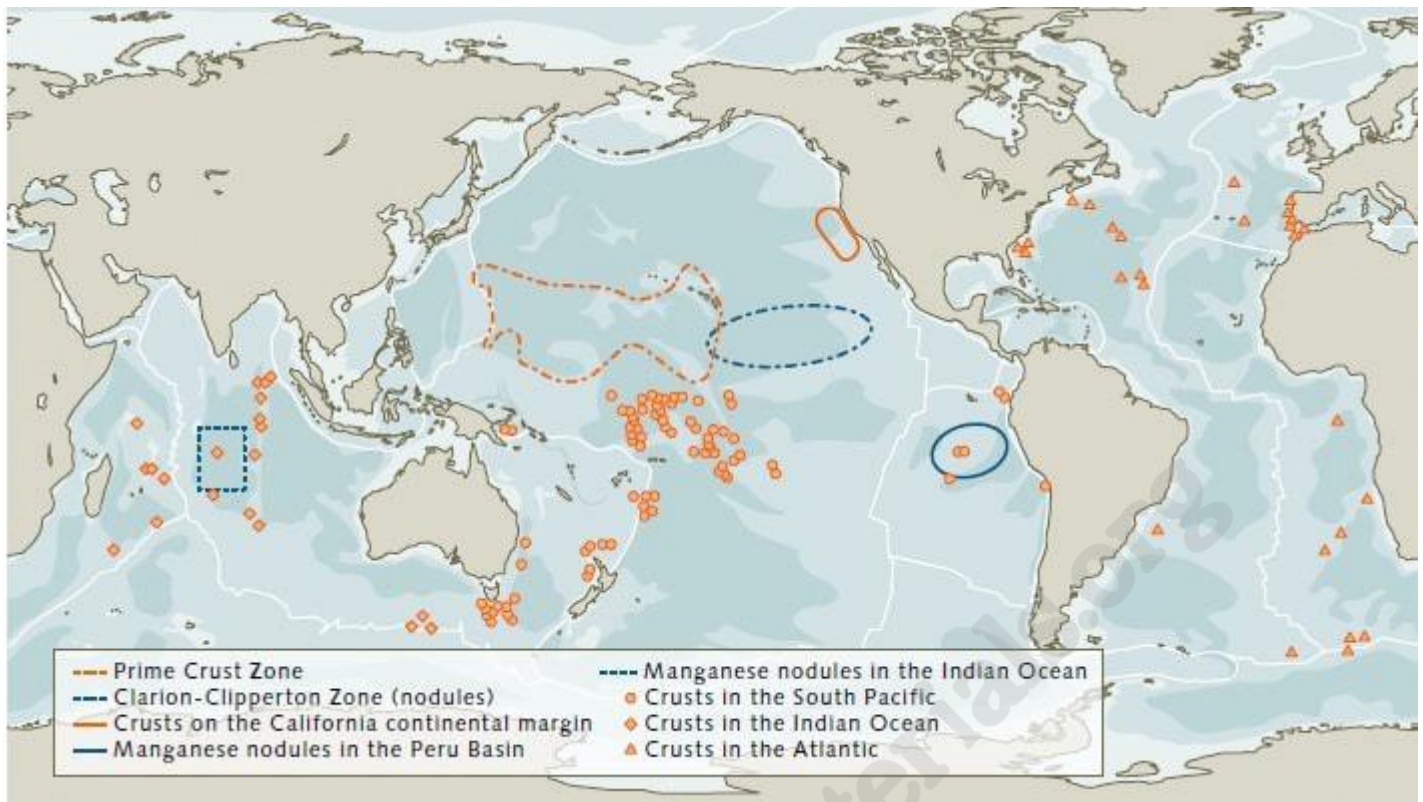 Prime Crust Zone
Clarion-Clipperton Zone (nodules)
Crusts on the California continental margin
Manganese nodules in the Peru Basin
Manganese nodules in the Indian Ocean
Crusts in the South Pacific
Crusts in the Indian Ocean
Crusts in the Atlantic